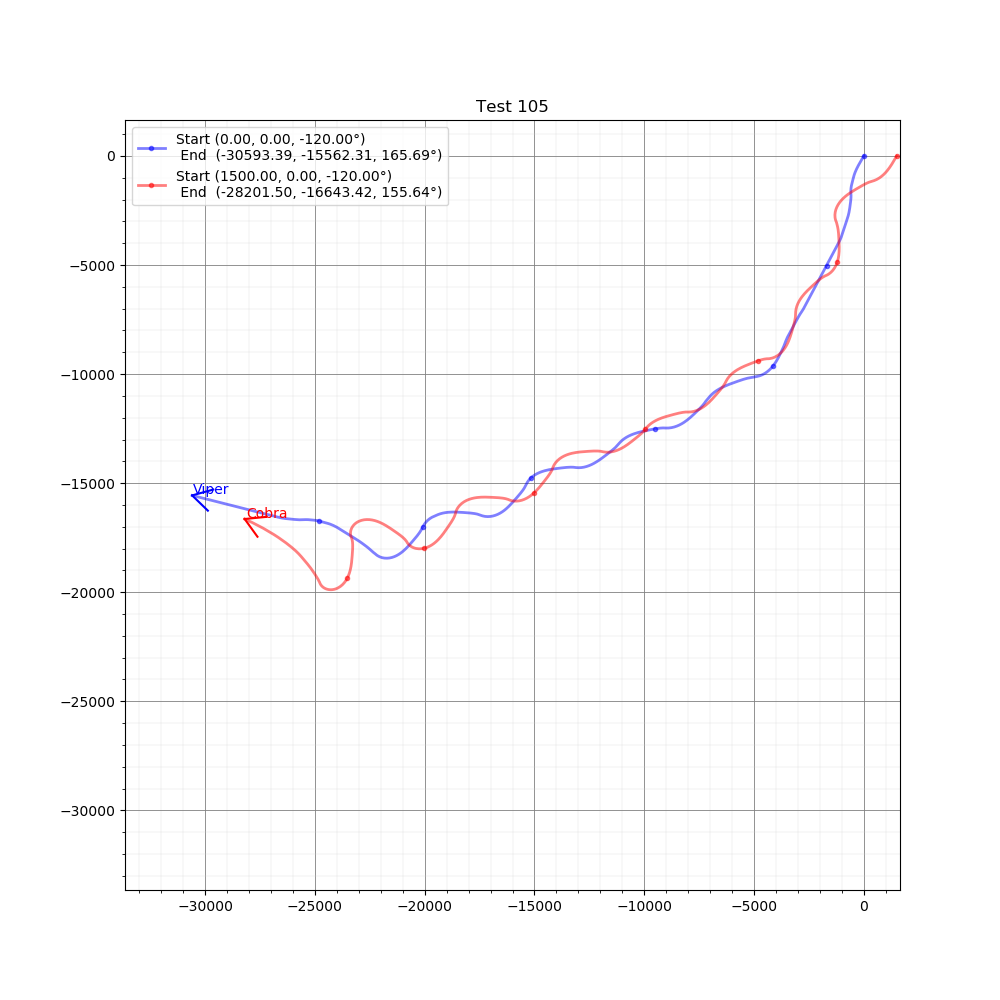 Test 105
Start (0.00, 0.00, -120.00°)
End  (-30593.39, -15562.31, 165.69°)
Start (1500.00, 0.00, -120.00°)
End  (-28201.50, -16643.42, 155.64°)
0
−5000
−10000
−15000
−20000
−25000
−30000
Viper
Cobra
−30000 −25000 −20000 −15000 −10000 −5000 0